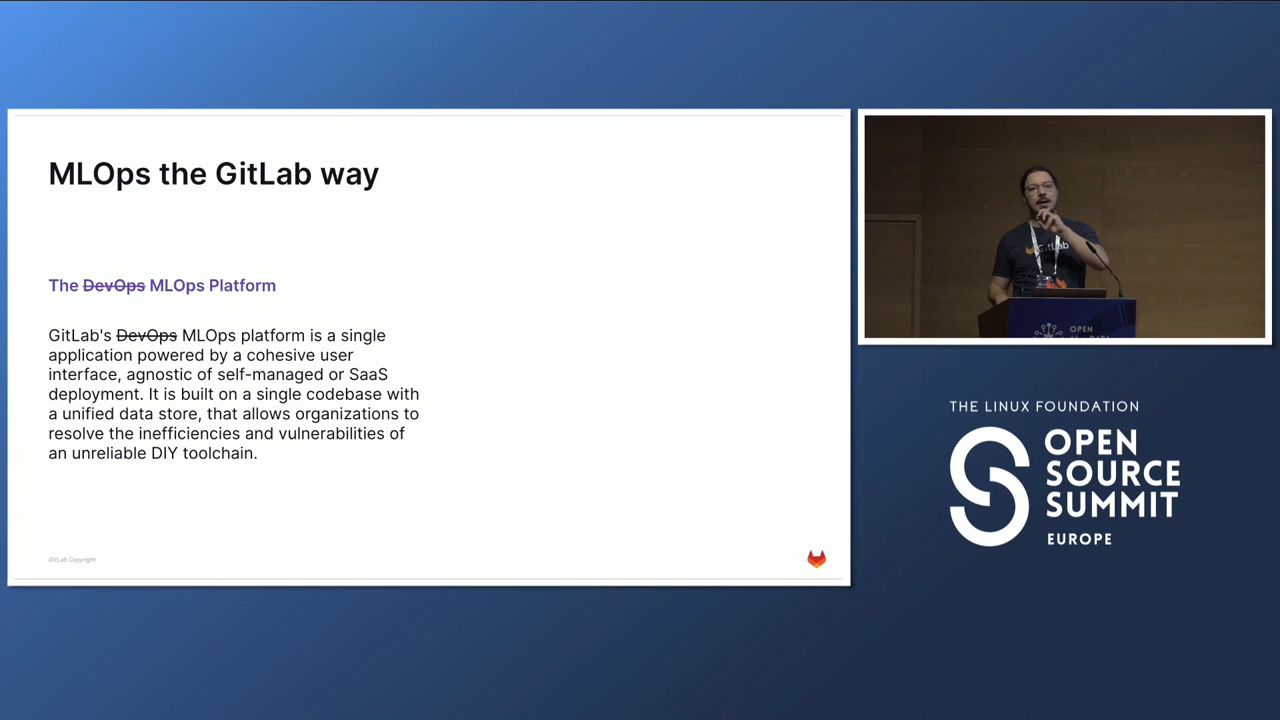 MLOps the GitLab way
The DevOps MLOps Platform
GitLab's DevOps MLOps platform is a single
application powered by a cohesive user
interface, agnostic of self-managed or SaaS
deployment. It is built on a single codebase with
a unified data store, that allows organizations to
resolve the inefficiencies and vulnerabilities of
an unreliable DIY toolchain.
GitLab Copyright
GitLab
OPEN
THE LINUX FOUNDATION
OPEN
SOURCE
SUMMIT
EUROPE